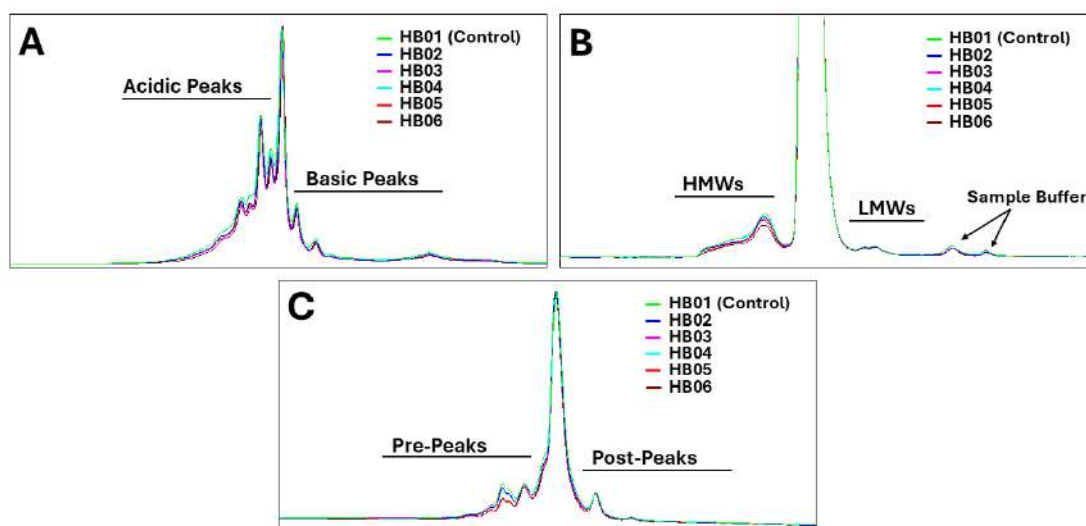 A
HB01 (Control)
HB02
HB03
HB04
HB05
HB06
Acidic Peaks
Basic Peaks
B
HB01 (Control)
HB02
HB03
HB04
HB05
HB06
HMWs
LMWs
Sample Buffer
C
HB01 (Control)
HB02
HB03
HB04
HB05
HB06
Pre-Peaks
Post-Peaks